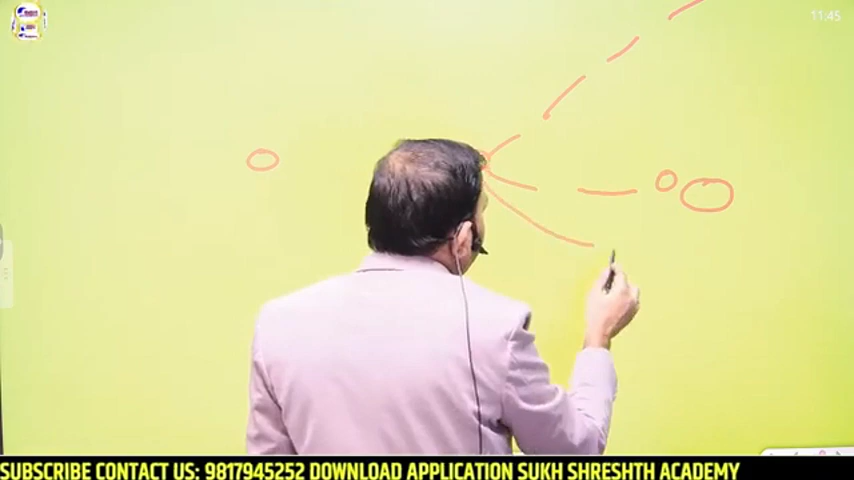 11:45
SUBSCRIBE CONTACT US: 9817945252 DOWNLOAD APPLICATION SUKH SHRESHTH ACADEMY